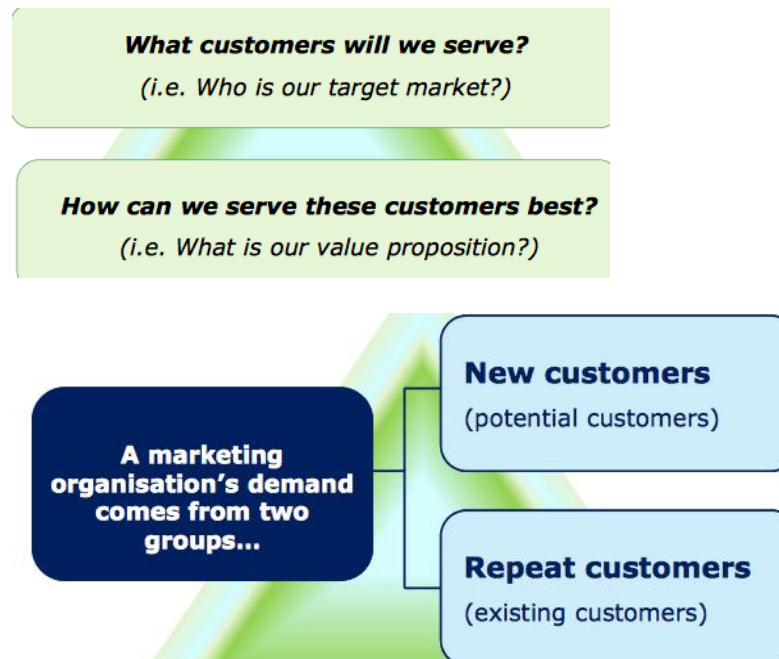 What customers will we serve?
(i.e. Who is our target market?)
How can we serve these customers best?
(i.e. What is our value proposition?)
A marketing
organisation's demand
comes from two
groups...
New customers
(potential customers)
Repeat customers
(existing customers)